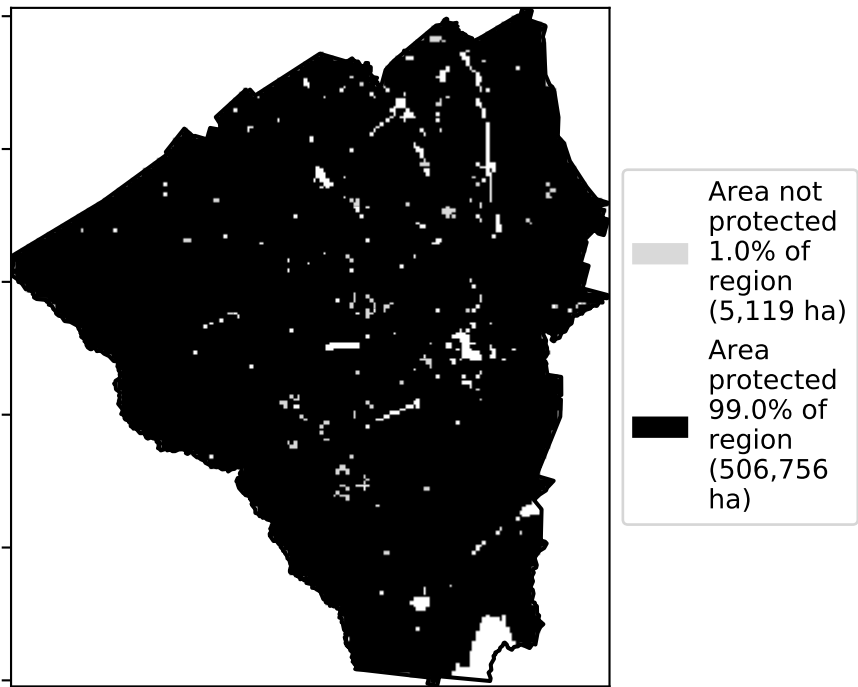 Area not
protected
1.0% of
region
(5,119 ha)
Area
protected
99.0% of
region
(506,756
ha)